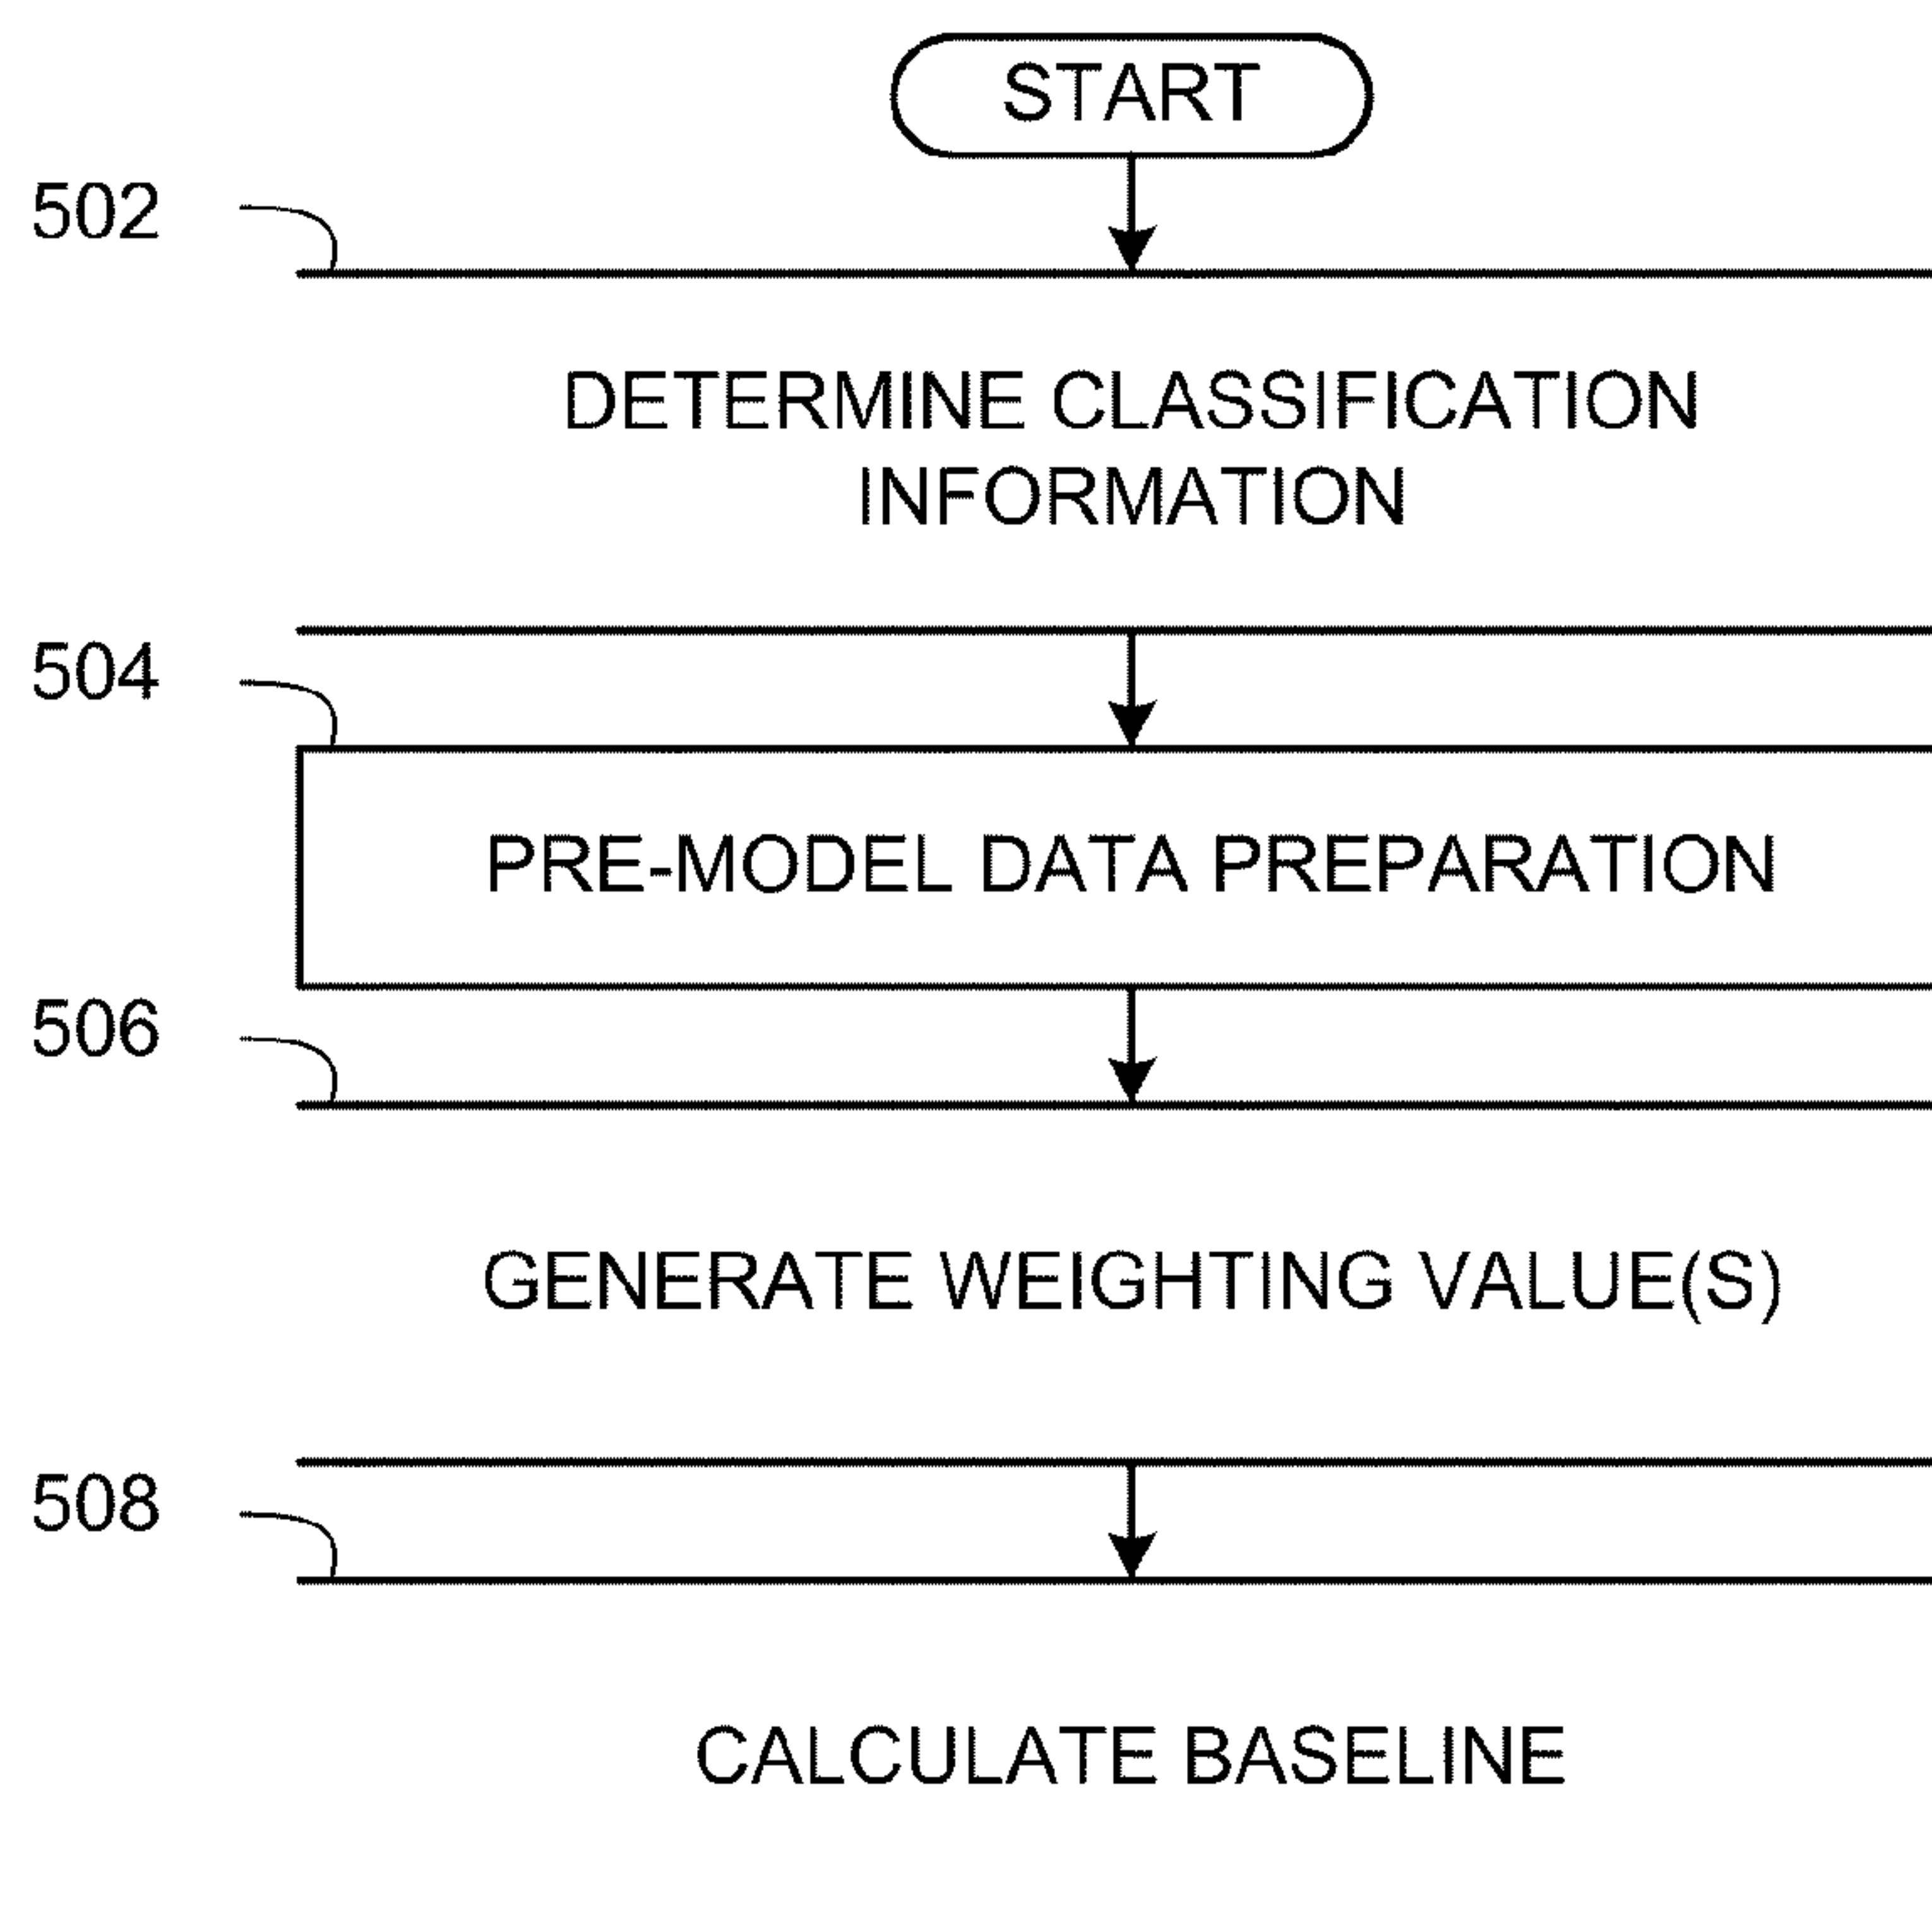 START
502
DETERMINE CLASSIFICATION
INFORMATION
504
PRE-MODEL DATA PREPARATION
506
GENERATE WEIGHTING VALUE(S)
508
CALCULATE BASELINE